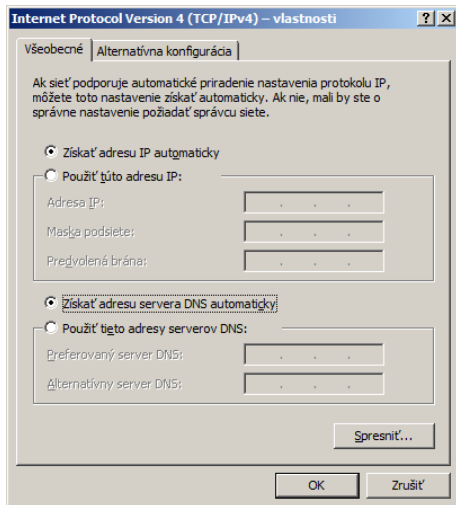 Internet Protocol Version 4 (TCP/IPv4) – vlastnosti
Všeobecné
Alternatívna konfigurácia
Ak sieť podporuje automatické priradenie nastavenia protokolu IP,
môžete toto nastavenie získať automaticky. Ak nie, mali by ste o
správne nastavenie požiadať správcu siete.
Získať adresu IP automaticky
Použiť túto adresu IP:
Adresa IP:
Maska podsiete:
Predvolená brána:
Získať adresu servera DNS automaticky
Použiť tieto adresy serverov DNS:
Preferovaný server DNS:
Alternatívny server DNS:
Spresniť...
OK
Zrušiť